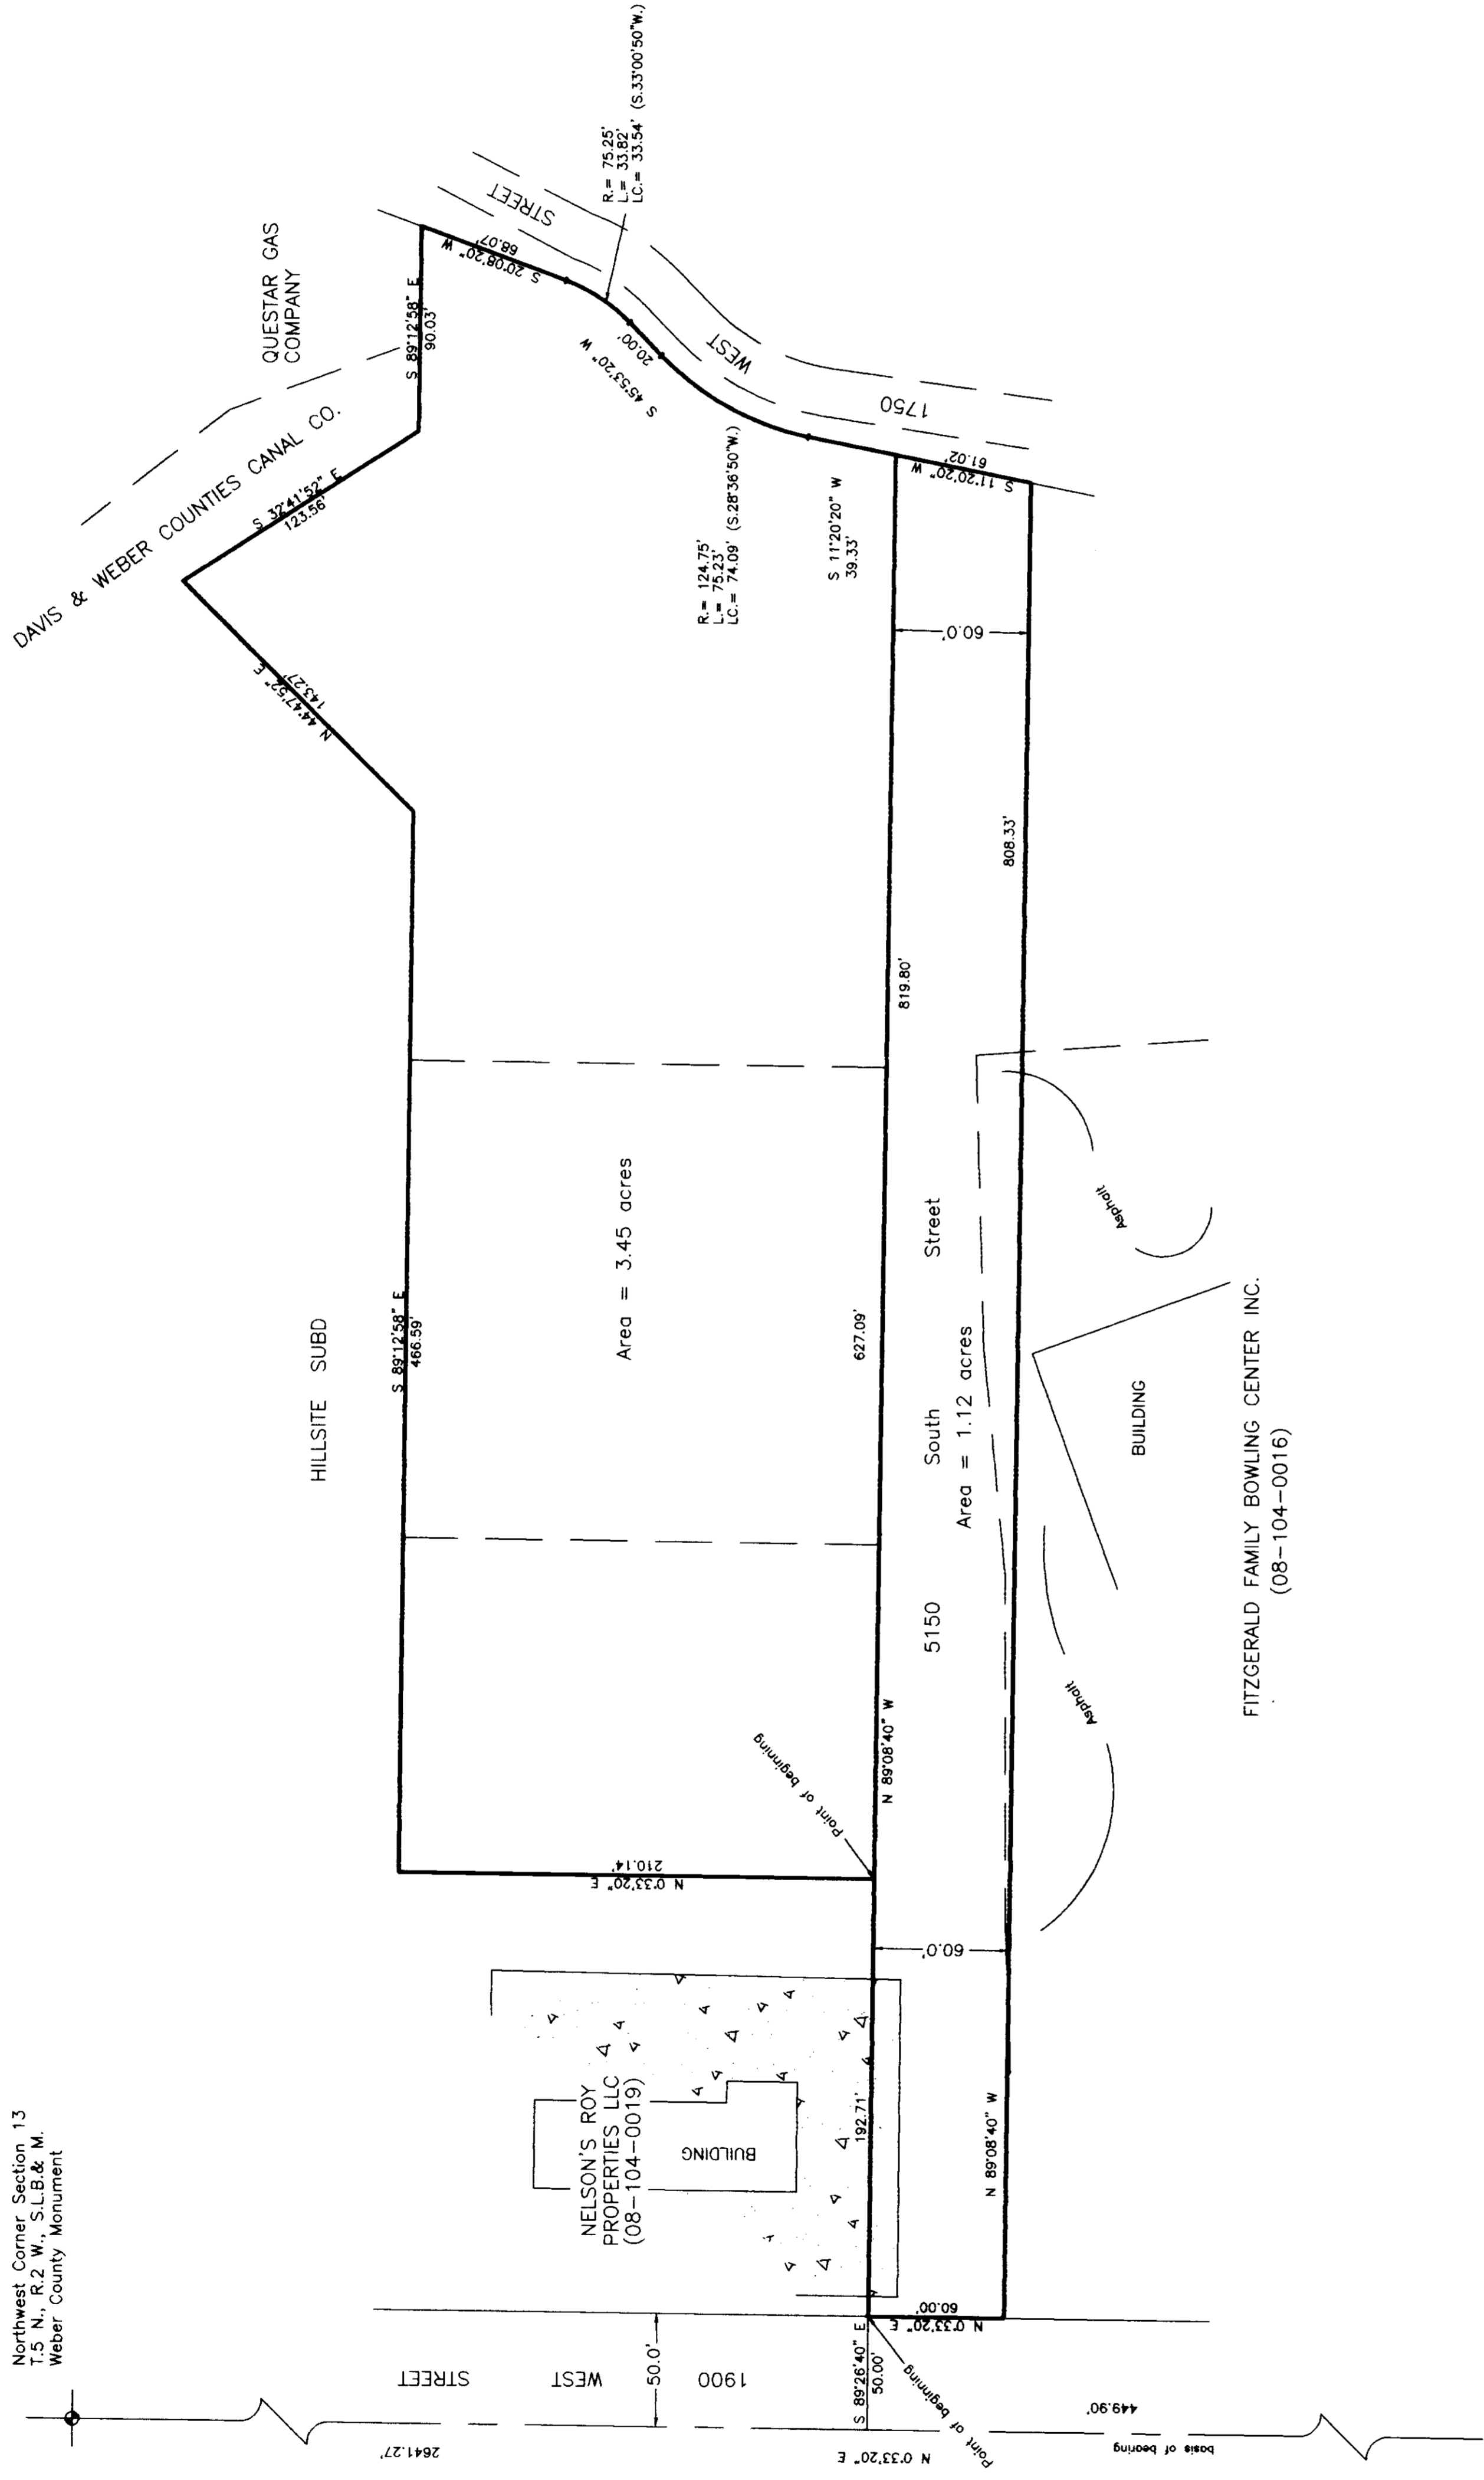 Northwest Corner Section 13
T.5 N., R.2 W., S.L.B.& M.
Weber County Monument
DAVIS & WEBER COUNTIES CANAL CO.
QUESTAR GAS
COMPANY
HILLSITE SUBD
N 44°47'52" E
143.27'
S 32°41'52" E
123.56'
S 89°12'58" E
90.03'
S 20°08'20" W
68.07'
STREET
R.= 75.25'
L.= 33.82'
LC.= 33.54' (S.33°00'50"W.)
S 45°53'20" W
20.00'
WEST
1750
R.= 124.75'
L.= 75.23'
LC.= 74.09' (S.28°36'50"W.)
S 11°20'20" W
39.33'
S 11°20'20" W
61.02'
S 89°12'58" E
466.59'
Area = 3.45 acres
N 0°33'20" E
210.14'
Point of beginning
N 89°08'40" W
627.09'
819.80'
60.0'
808.33'
5150 South Street
Area = 1.12 acres
60.0'
NELSON'S ROY
PROPERTIES LLC
(08-104-0019)
BUILDING
192.71'
N 89°08'40" W
N 0°33'20" E
60.00'
S 89°26'40" E
50.00'
Point of beginning
1900 WEST STREET
50.0'
2641.27'
N 0°33'20" E
449.90'
basis of bearing
Asphalt
Asphalt
BUILDING
FITZGERALD FAMILY BOWLING CENTER INC.
(08-104-0016)